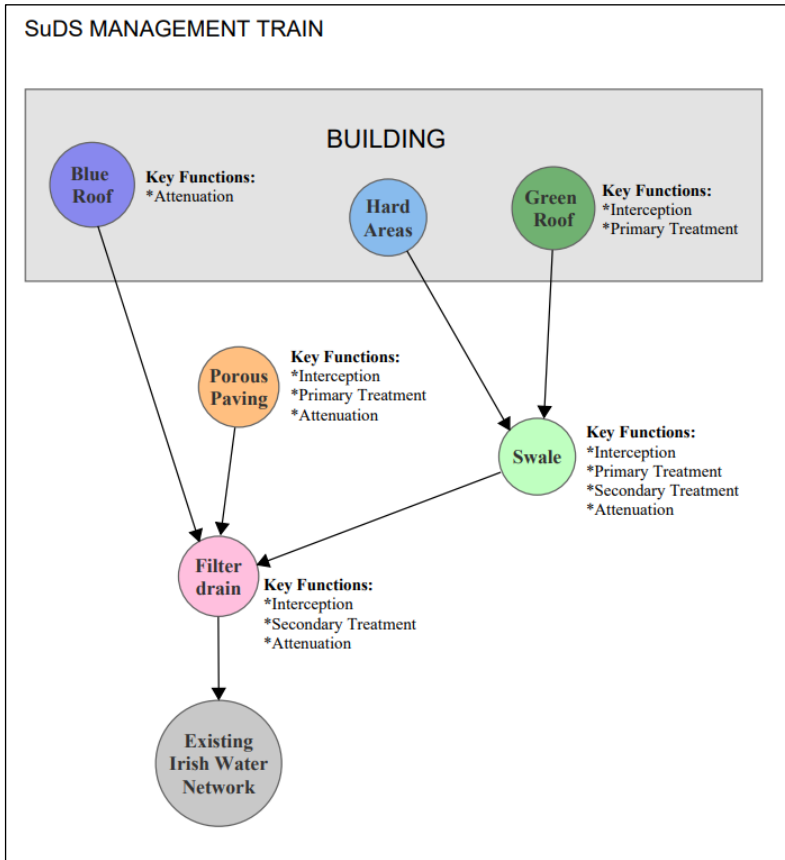 SuDS MANAGEMENT TRAIN
BUILDING
Blue
Roof
Key Functions:
*Attenuation
Hard
Areas
Green
Roof
Key Functions:
*Interception
*Primary Treatment
Porous
Paving
Key Functions:
*Interception
*Primary Treatment
*Attenuation
Swale
Key Functions:
*Interception
*Primary Treatment
*Secondary Treatment
*Attenuation
Filter
drain
Key Functions:
*Interception
*Secondary Treatment
*Attenuation
Existing
Irish Water
Network